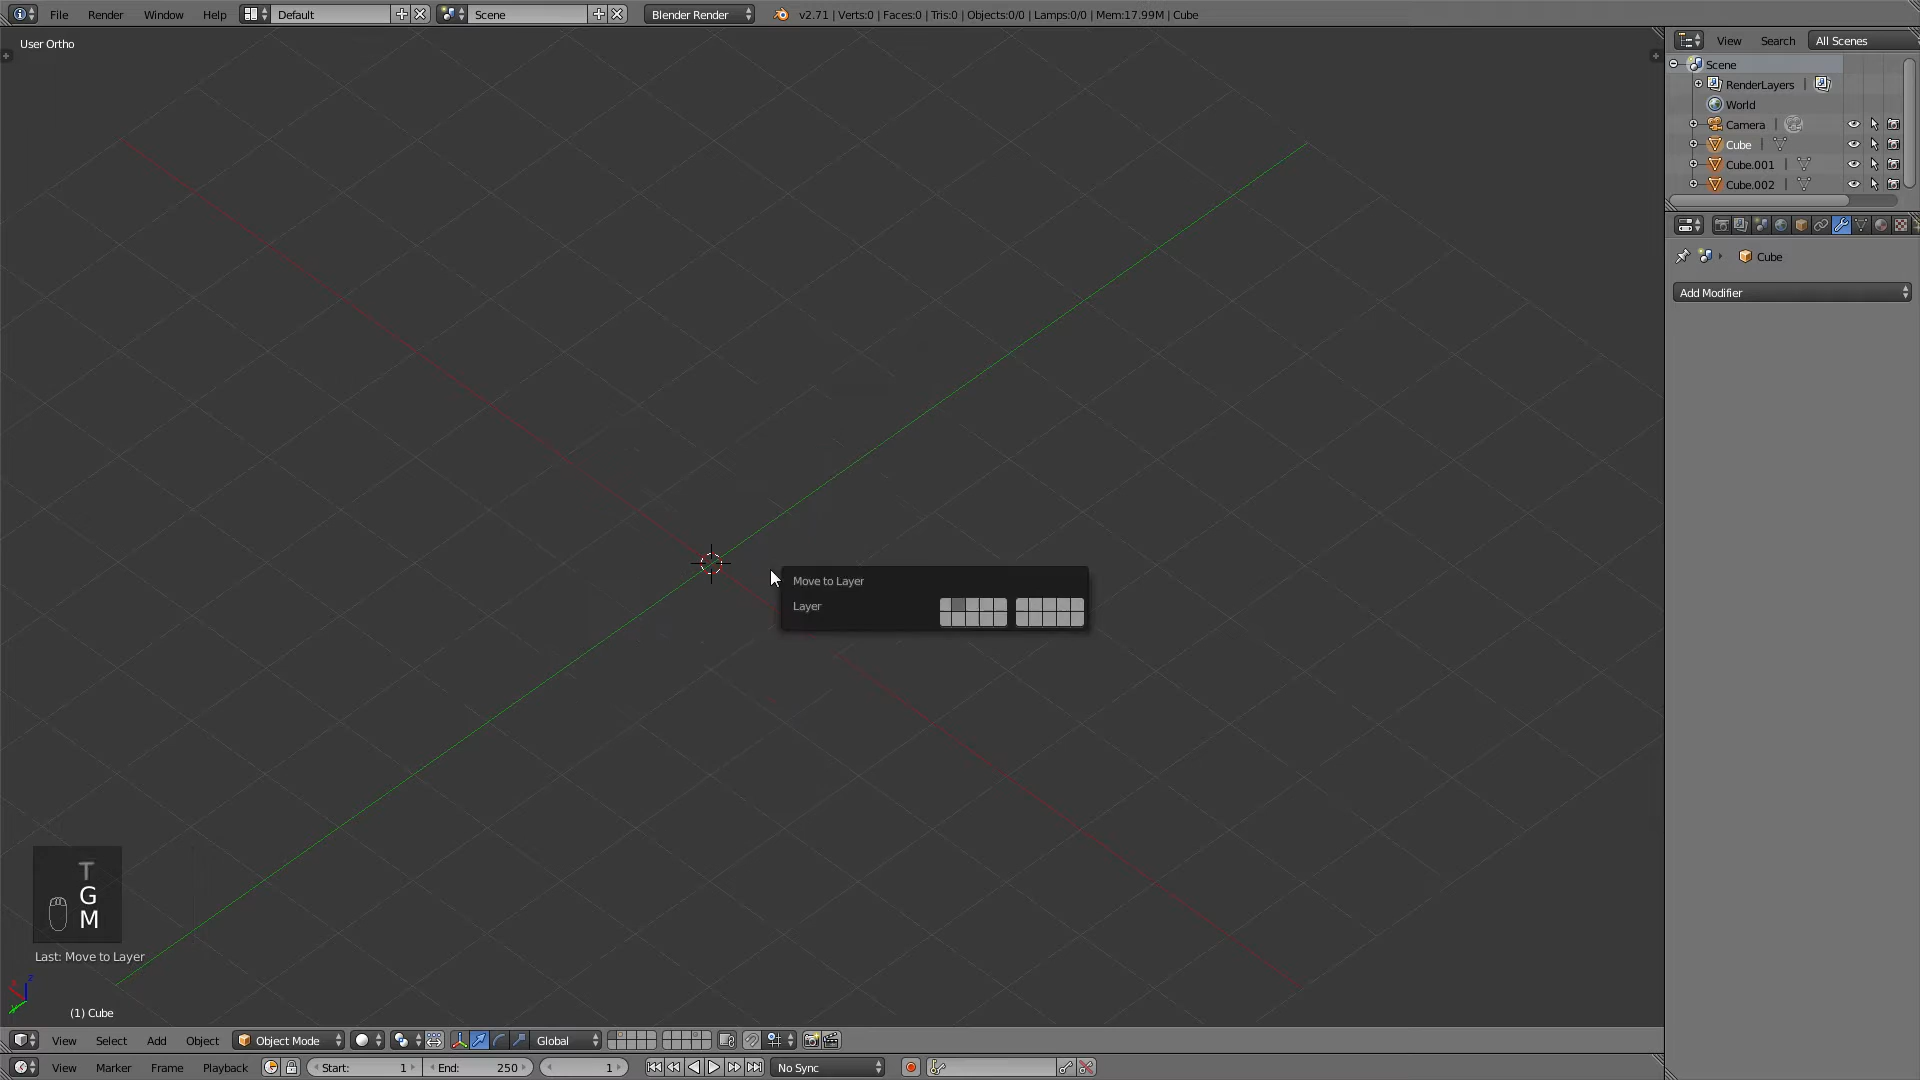 File Render Window Help Default Scene Blender Render v2.71 | Verts:0 | Faces:0 | Tris:0 | Objects:0/0 | Lamps:0/0 | Mem:17.99M | Cube
User Ortho
View Search All Scenes
Scene
RenderLayers
World
Camera
Cube
Cube.001
Cube.002
Cube
Add Modifier
Move to Layer
Layer
T
G
M
Last: Move to Layer
(1) Cube
View Select Add Object Object Mode Global
View Marker Frame Playback Start: 1 End: 250 1 No Sync